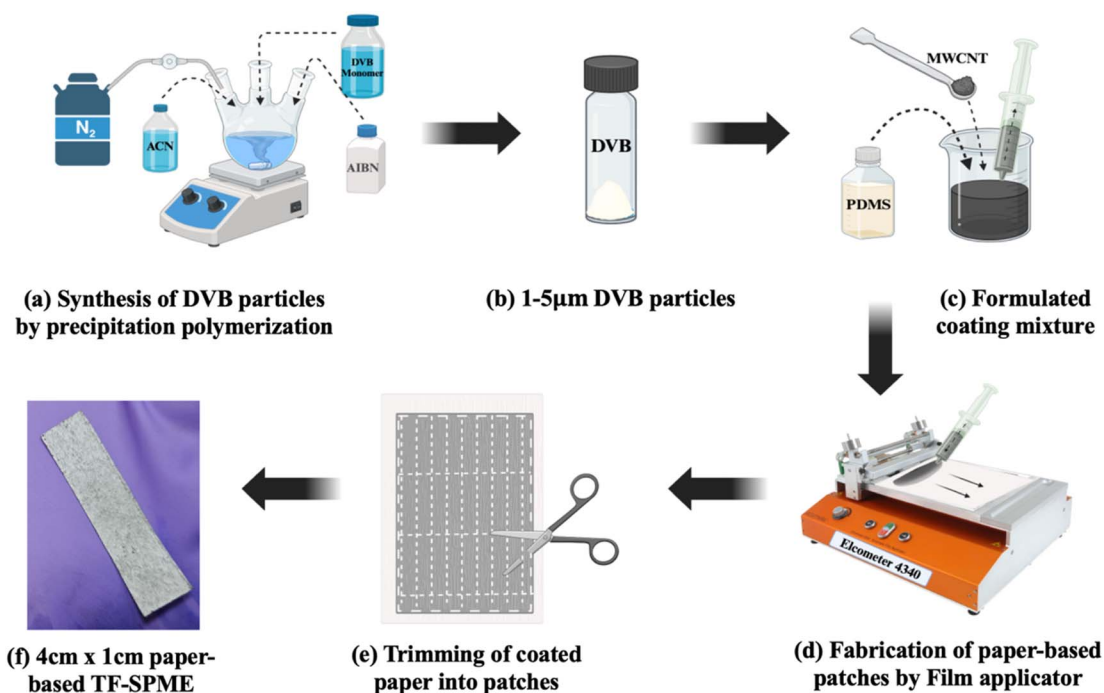 N2
ACN
DVB
Monomer
AIBN
(a) Synthesis of DVB particles
by precipitation polymerization
DVB
(b) 1-5μm DVB particles
MWCNT
PDMS
(c) Formulated
coating mixture
Elcometer 4340
(d) Fabrication of paper-based
patches by Film applicator
(e) Trimming of coated
paper into patches
(f) 4cm x 1cm paper-
based TF-SPME